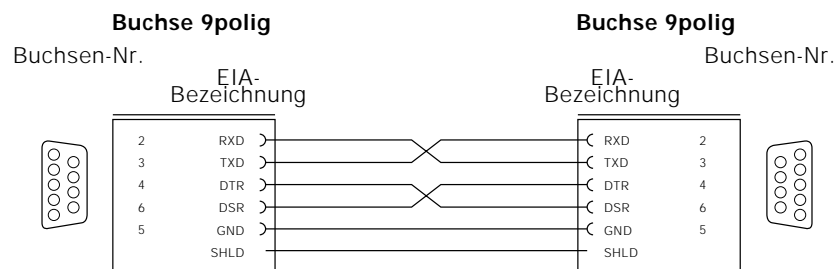 Buchse 9polig Buchse 9polig
Buchsen-Nr. Buchsen-Nr.
EIA- EIA-
Bezeichnung Bezeichnung
2 RXD RXD 2
3 TXD TXD 3
4 DTR DTR 4
6 DSR DSR 6
5 GND GND 5
SHLD SHLD